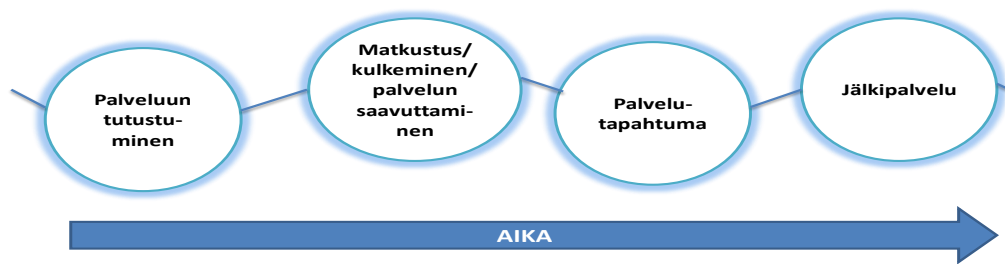 Palveluun
tutustu-
minen
Matkustus/
kulkeminen/
palvelun
saavuttami-
nen
Palvelu-
tapahtuma
Jälkipalvelu
AIKA